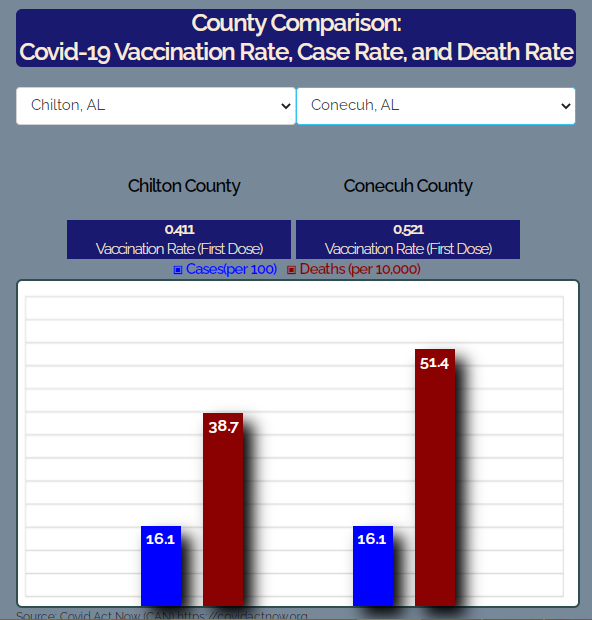 County Comparison:
Covid-19 Vaccination Rate, Case Rate, and Death Rate
Chilton, AL
Conecuh, AL
Chilton County
Conecuh County
0.411
Vaccination Rate (First Dose)
0.521
Vaccination Rate (First Dose)
Cases(per 100)
Deaths (per 10,000)
16.1
38.7
16.1
51.4
Source: Covid Act Now (CAN) https://covidactnow.org